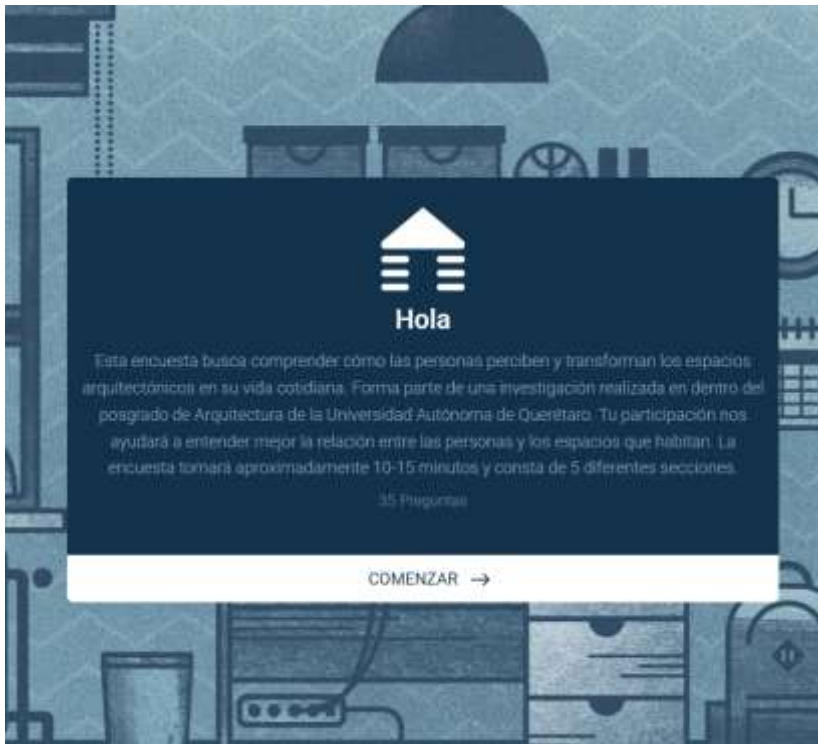 Hola
Esta encuesta busca comprender cómo las personas perciben y transforman los espacios
arquitectónicos en su vida cotidiana. Forma parte de una investigación realizada en dentro del
posgrado de Arquitectura de la Universidad Autónoma de Querétaro. Tu participación nos
ayudará a entender mejor la relación entre las personas y los espacios que habitan. La
encuesta tomará aproximadamente 10-15 minutos y consta de 5 diferentes secciones.
35 Preguntas
COMENZAR →